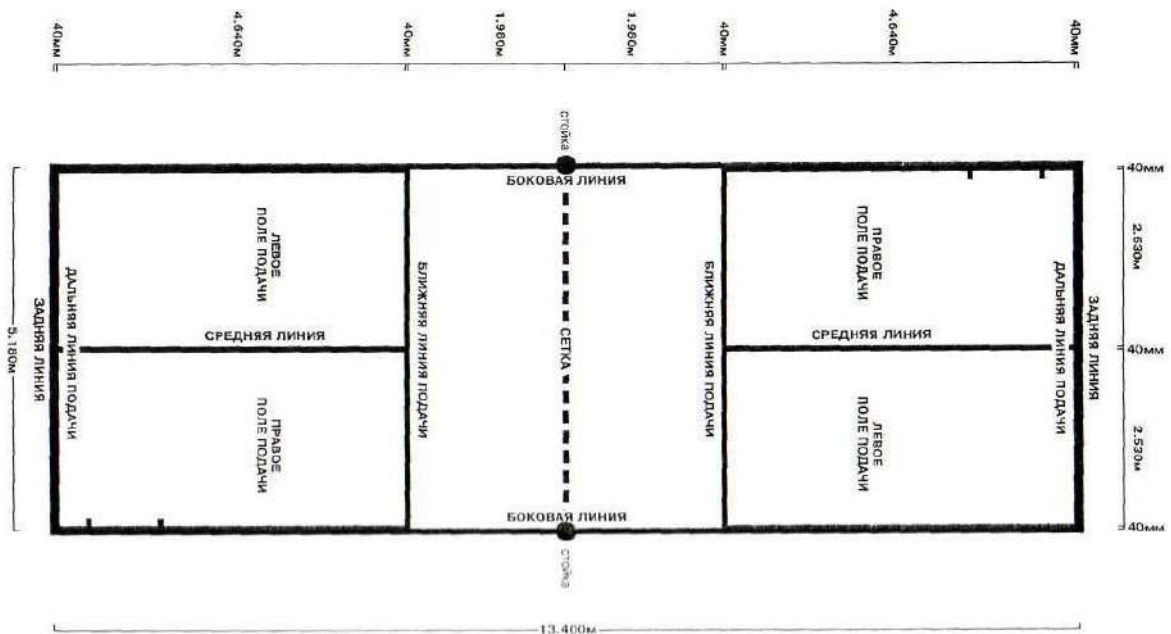 40мм
4.640м
40мм
1.980м
1.980м
40мм
4.640м
40мм
стойка
БОКОВАЯ ЛИНИЯ
ЗАДНЯЯ ЛИНИЯ
ДАЛЬНЯЯ ЛИНИЯ ПОДАЧИ
ЛЕВОЕ
ПОЛЕ ПОДАЧИ
СРЕДНЯЯ ЛИНИЯ
ПРАВОЕ
ПОЛЕ ПОДАЧИ
БЛИЖНЯЯ ЛИНИЯ ПОДАЧИ
СЕТКА
БЛИЖНЯЯ ЛИНИЯ ПОДАЧИ
ПРАВОЕ
ПОЛЕ ПОДАЧИ
СРЕДНЯЯ ЛИНИЯ
ЛЕВОЕ
ПОЛЕ ПОДАЧИ
ДАЛЬНЯЯ ЛИНИЯ ПОДАЧИ
ЗАДНЯЯ ЛИНИЯ
40мм
2.530м
40мм
2.530м
40мм
5.180м
БОКОВАЯ ЛИНИЯ
стойка
13.400м